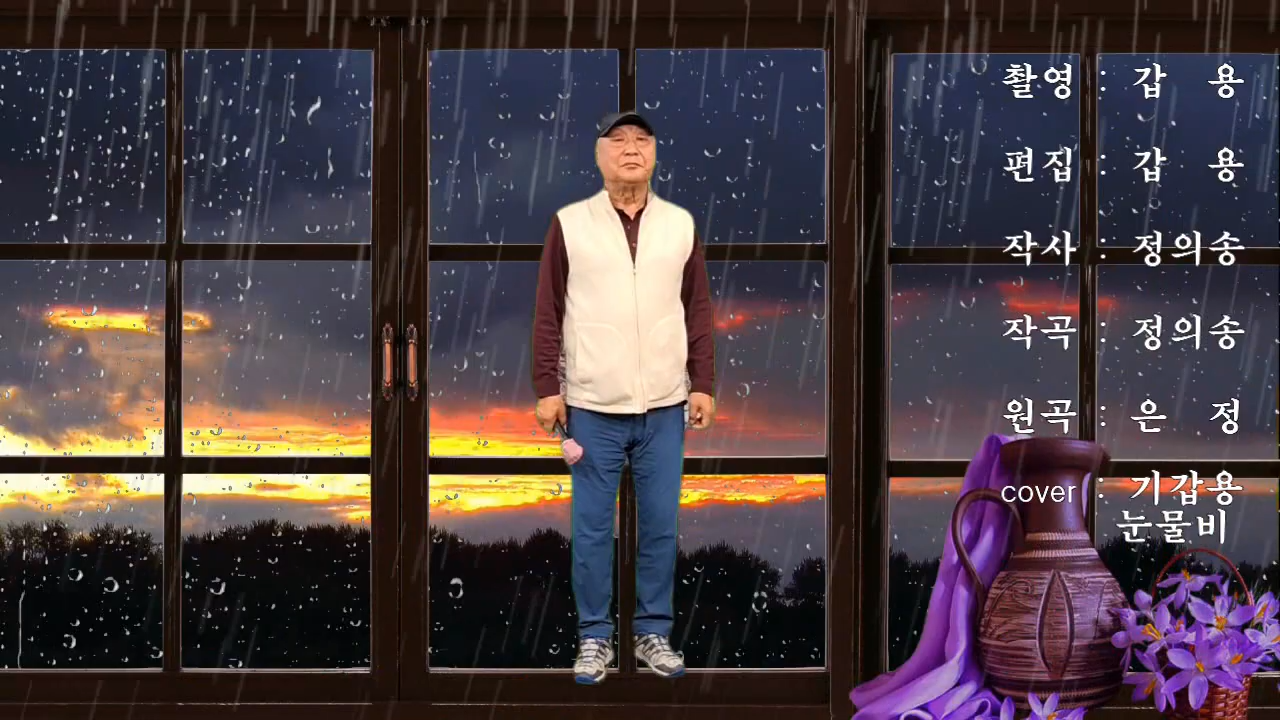 촬영 : 갑 용
편집 : 갑 용
작사 : 정의송
작곡 : 정의송
원곡 : 은 정
cover : 기갑용
눈물비